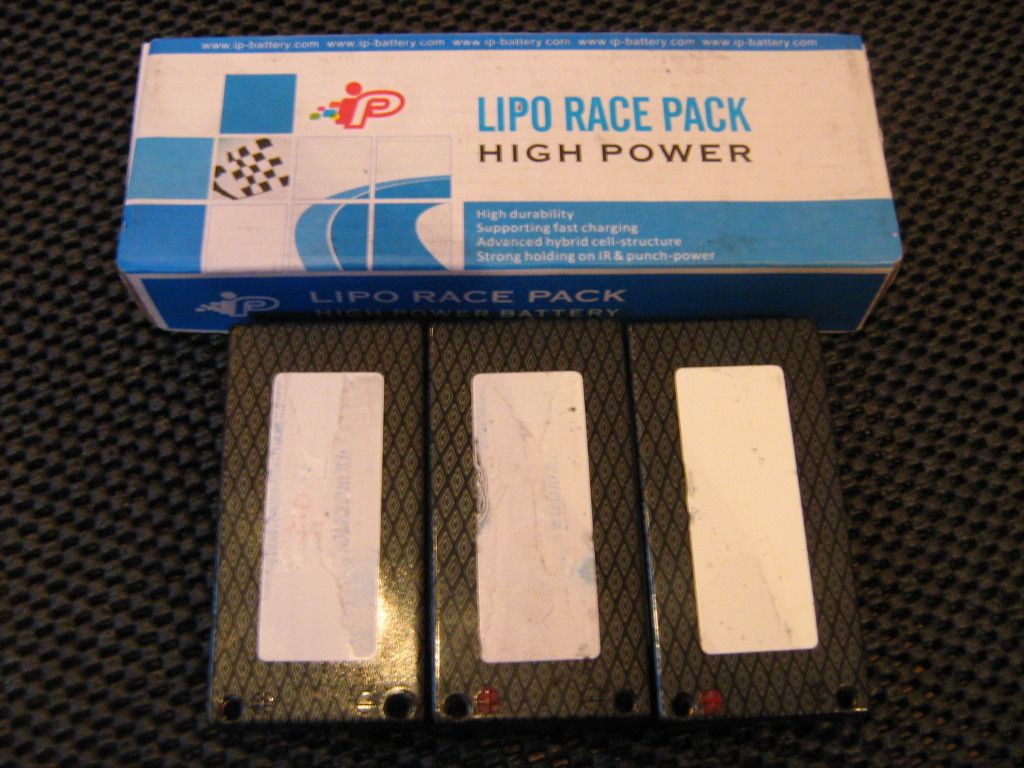 www.ip-battery.com www.ip-battery.com www.ip-battery.com www.ip-battery.com www.ip-battery.com
iP
LIPO RACE PACK
HIGH POWER
High durability
Supporting fast charging
Advanced hybrid cell-structure
Strong holding on IR & punch-power
iP
LIPO RACE PACK
HIGH POWER BATTERY